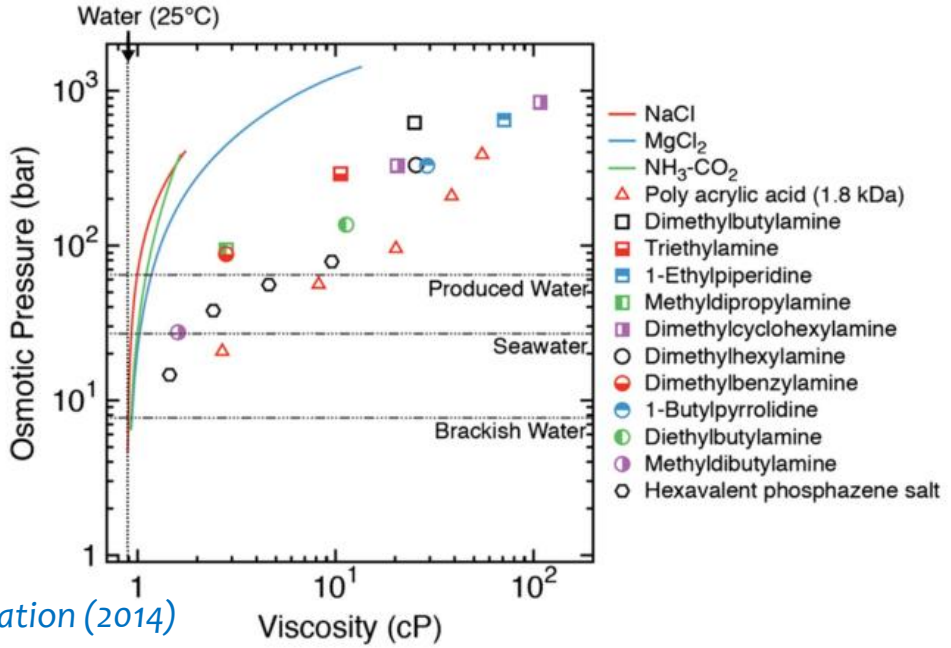 Water (25°C)
Osmotic Pressure (bar)
10³
10²
10¹
1
Produced Water
Seawater
Brackish Water
1
10¹
10²
Viscosity (cP)
NaCl
MgCl₂
NH₃-CO₂
Poly acrylic acid (1.8 kDa)
Dimethylbutylamine
Triethylamine
1-Ethylpiperidine
Methyldipropylamine
Dimethylcyclohexylamine
Dimethylhexylamine
Dimethylbenzylamine
1-Butylpyrrolidine
Diethylbutylamine
Methyldibutylamine
Hexavalent phosphazene salt
ation (2014)